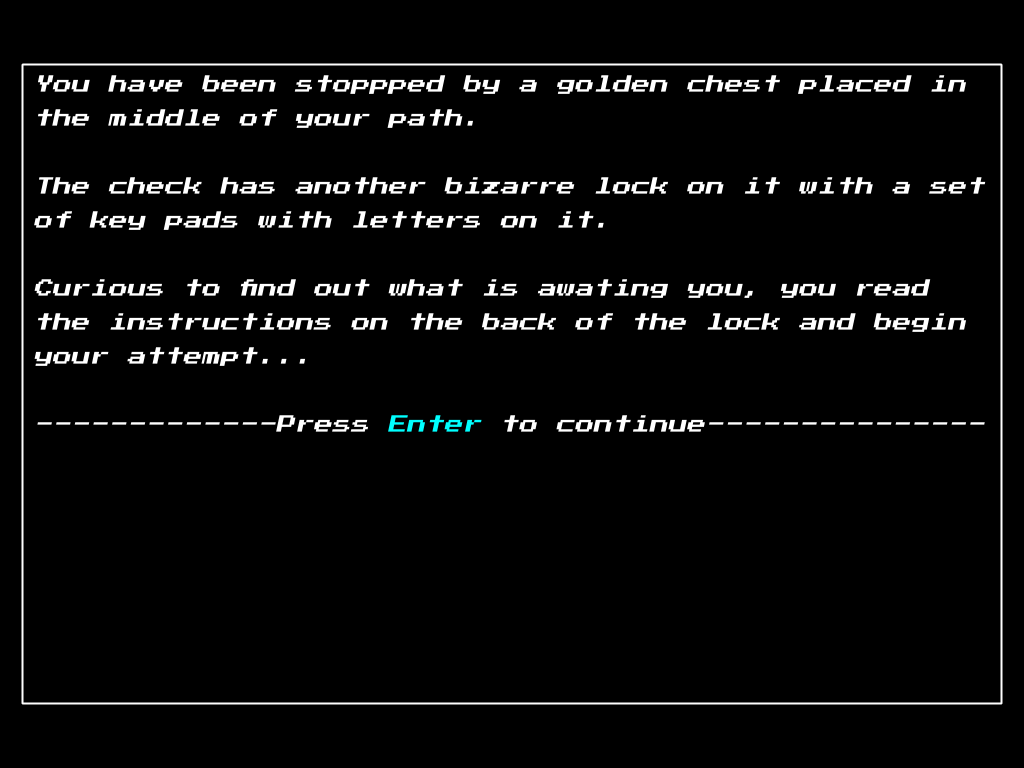 You have been stoppped by a golden chest placed in
the middle of your path.
The check has another bizarre lock on it with a set
of key pads with letters on it.
Curious to find out what is awating you, you read
the instructions on the back of the lock and begin
your attempt...
-------------Press Enter to continue---------------